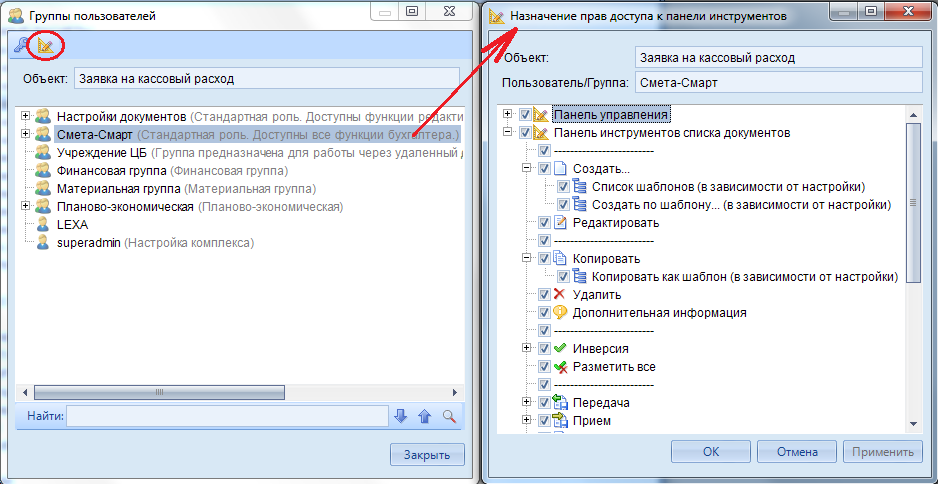 Группы пользователей
Объект: Заявка на кассовый расход
Настройки документов (Стандартная роль. Доступны функции редакти
Смета-Смарт (Стандартная роль. Доступны все функции бухгалтера.)
Учреждение ЦБ (Группа предназначена для работы через удаленный д
Финансовая группа (Финансовая группа)
Материальная группа (Материальная группа)
Планово-экономическая (Планово-экономическая)
LEXA
superadmin (Настройка комплекса)
Найти:
Закрыть
Назначение прав доступа к панели инструментов
Объект: Заявка на кассовый расход
Пользователь/Группа: Смета-Смарт
Панель управления
Панель инструментов списка документов
-------------------------
Создать...
Список шаблонов (в зависимости от настройки)
Создать по шаблону... (в зависимости от настройки)
Редактировать
-------------------------
Копировать
Копировать как шаблон (в зависимости от настройки)
Удалить
Дополнительная информация
-------------------------
Инверсия
Разметить все
-------------------------
Передача
Прием
ОК Отмена Применить